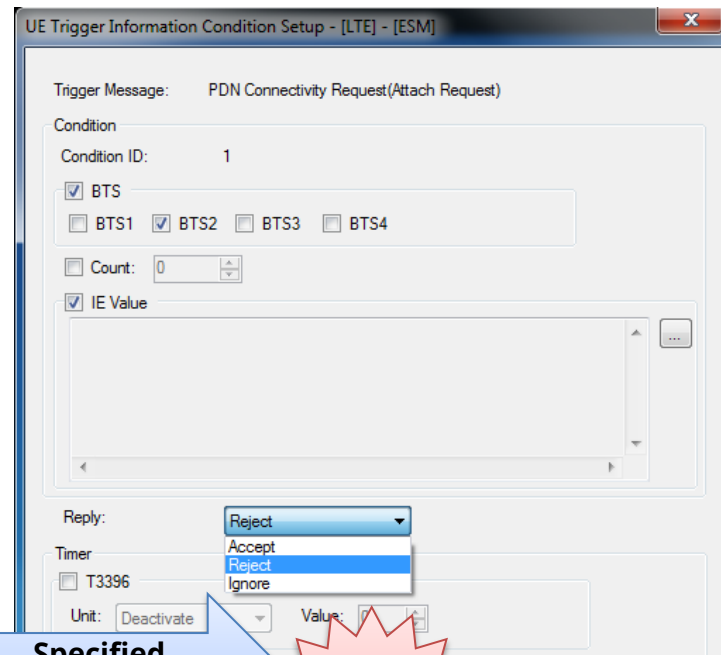 UE Trigger Information Condition Setup - [LTE] - [ESM]
Trigger Message: PDN Connectivity Request(Attach Request)
Condition
Condition ID: 1
BTS
BTS1 BTS2 BTS3 BTS4
Count: 0
IE Value
...
Reply: Reject
Accept
Reject
Ignore
Timer
T3396
Unit: Deactivate Value:
Specified